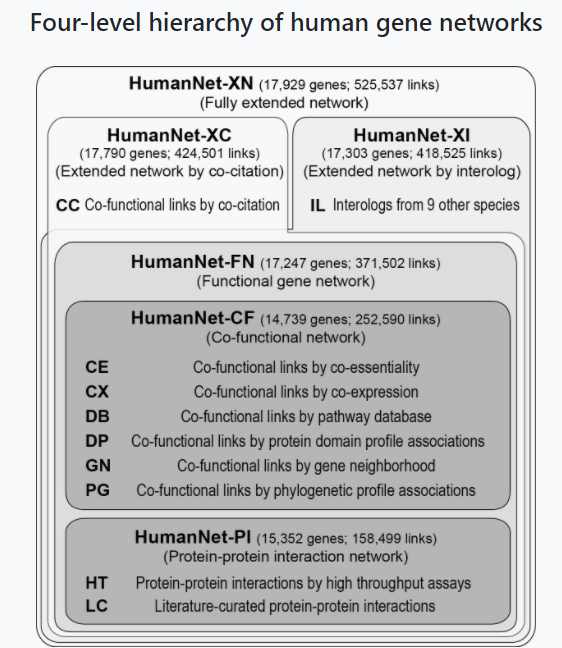 Four-level hierarchy of human gene networks
HumanNet-XN (17,929 genes; 525,537 links)
(Fully extended network)
HumanNet-XC
(17,790 genes; 424,501 links)
(Extended network by co-citation)
CC Co-functional links by co-citation
HumanNet-XI
(17,303 genes; 418,525 links)
(Extended network by interolog)
IL Interologs from 9 other species
HumanNet-FN (17,247 genes; 371,502 links)
(Functional gene network)
HumanNet-CF (14,739 genes; 252,590 links)
(Co-functional network)
CE Co-functional links by co-essentiality
CX Co-functional links by co-expression
DB Co-functional links by pathway database
DP Co-functional links by protein domain profile associations
GN Co-functional links by gene neighborhood
PG Co-functional links by phylogenetic profile associations
HumanNet-PI (15,352 genes; 158,499 links)
(Protein-protein interaction network)
HT Protein-protein interactions by high throughput assays
LC Literature-curated protein-protein interactions